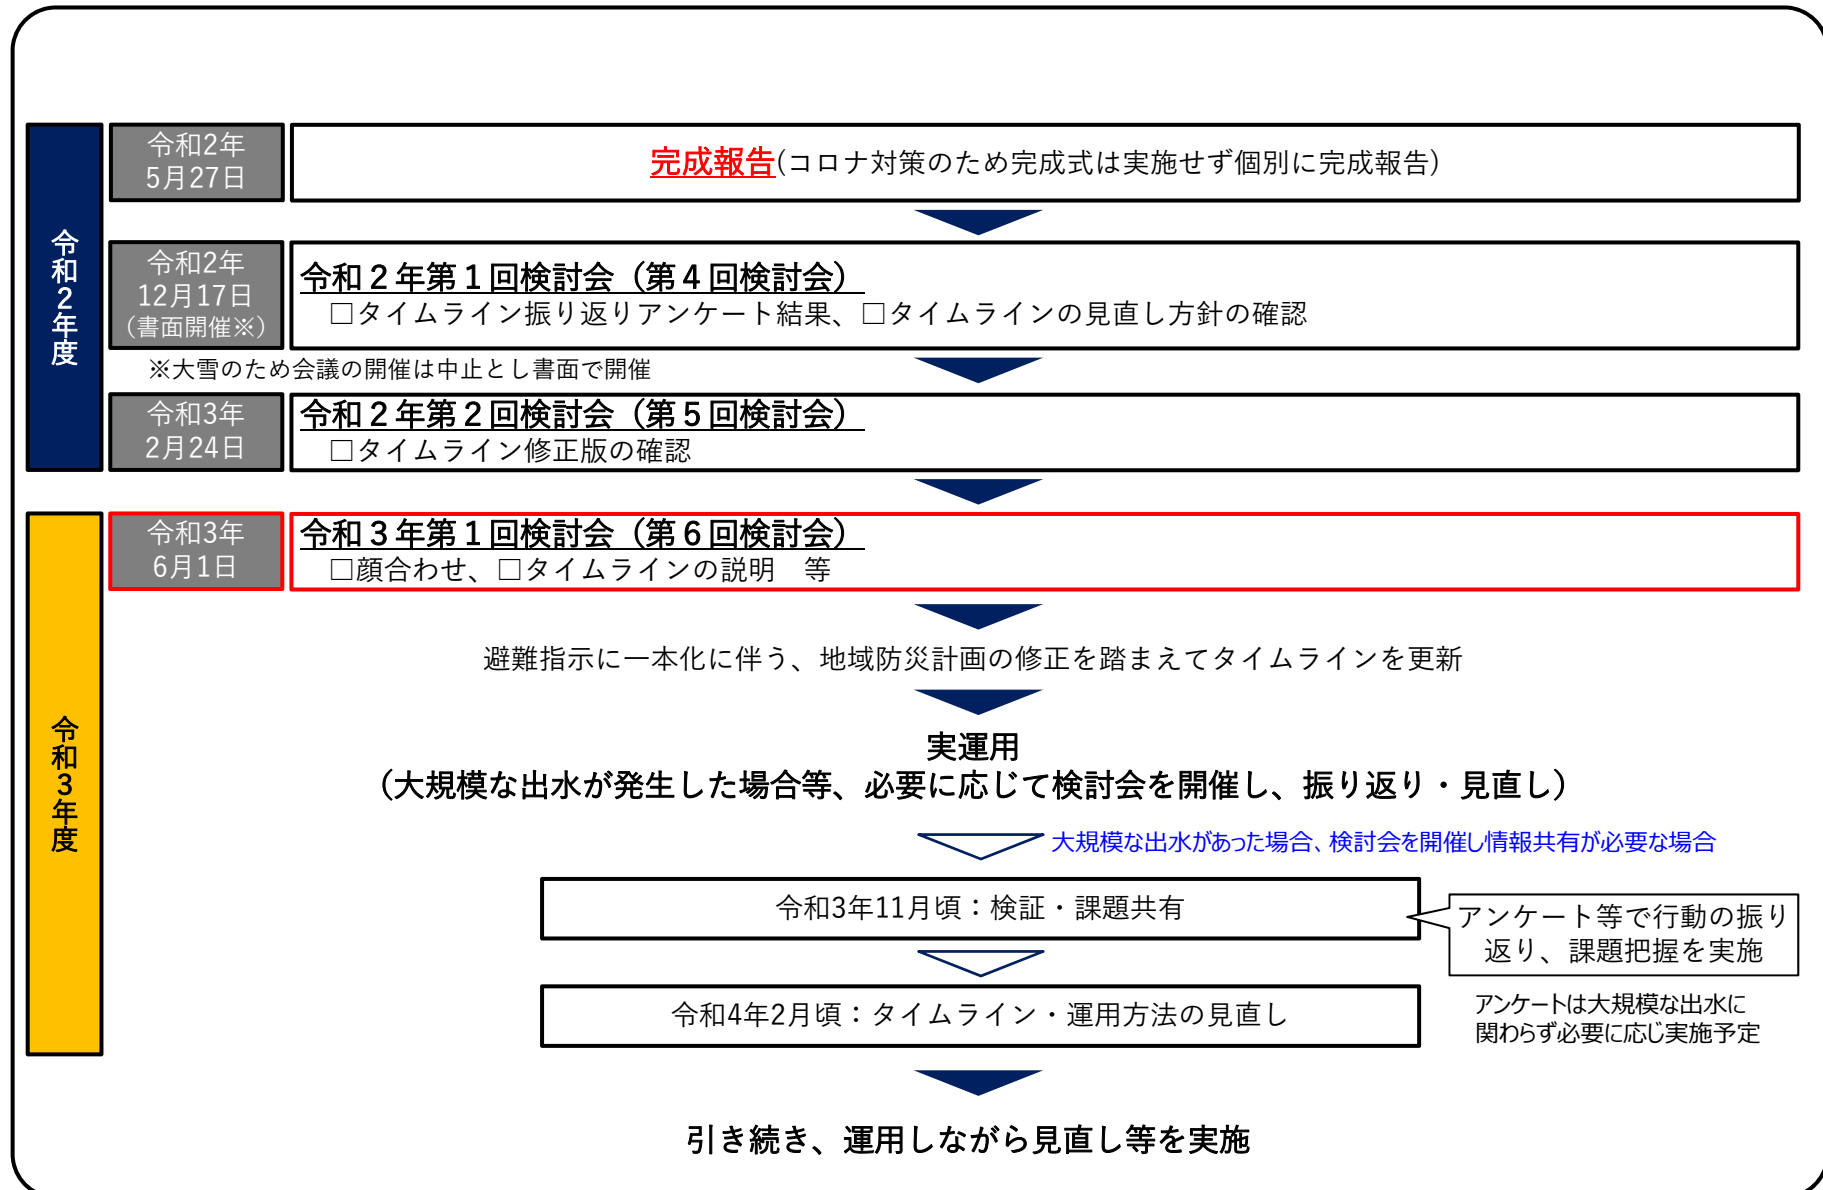 令和2年度
令和2年
5月27日
完成報告(コロナ対策のため完成式は実施せず個別に完成報告)
令和2年
12月17日
（書面開催※）
令和２年第１回検討会（第４回検討会）
□タイムライン振り返りアンケート結果、□タイムラインの見直し方針の確認
※大雪のため会議の開催は中止とし書面で開催
令和3年
2月24日
令和２年第２回検討会（第５回検討会）
□タイムライン修正版の確認
令和3年度
令和3年
6月1日
令和３年第１回検討会（第６回検討会）
□顔合わせ、□タイムラインの説明　等
避難指示に一本化に伴う、地域防災計画の修正を踏まえてタイムラインを更新
実運用
（大規模な出水が発生した場合等、必要に応じて検討会を開催し、振り返り・見直し）
大規模な出水があった場合、検討会を開催し情報共有が必要な場合
令和3年11月頃：検証・課題共有
アンケート等で行動の振り
返り、課題把握を実施
令和4年2月頃：タイムライン・運用方法の見直し
アンケートは大規模な出水に
関わらず必要に応じ実施予定
引き続き、運用しながら見直し等を実施